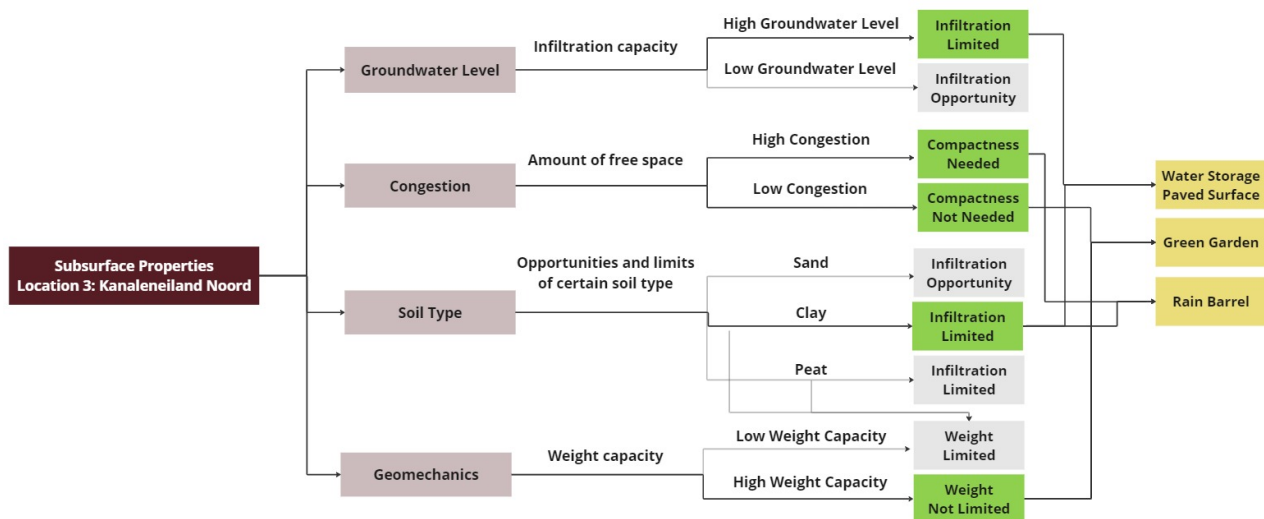 Subsurface Properties
Location 3: Kanaleneiland Noord
Groundwater Level
Infiltration capacity
High Groundwater Level
Infiltration
Limited
Low Groundwater Level
Infiltration
Opportunity
Congestion
Amount of free space
High Congestion
Compactness
Needed
Low Congestion
Compactness
Not Needed
Soil Type
Opportunities and limits
of certain soil type
Sand
Infiltration
Opportunity
Clay
Infiltration
Limited
Peat
Infiltration
Limited
Geomechanics
Weight capacity
Low Weight Capacity
Weight
Limited
High Weight Capacity
Weight
Not Limited
Water Storage
Paved Surface
Green Garden
Rain Barrel